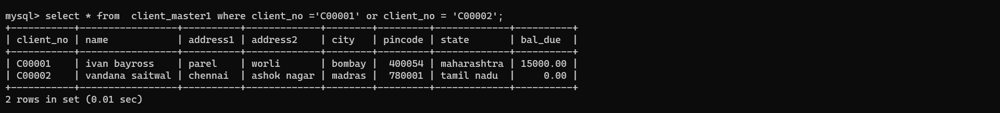 mysql> select * from  client_master1 where client_no ='C00001' or client_no = 'C00002';
+-----------+-----------------+----------+-------------+--------+---------+-------------+----------+
| client_no | name            | address1 | address2    | city   | pincode | state       | bal_due  |
+-----------+-----------------+----------+-------------+--------+---------+-------------+----------+
| C00001    | ivan bayross    | parel    | worli       | bombay |  400054 | maharashtra | 15000.00 |
| C00002    | vandana saitwal | chennai  | ashok nagar | madras |  780001 | tamil nadu  |     0.00 |
+-----------+-----------------+----------+-------------+--------+---------+-------------+----------+
2 rows in set (0.01 sec)